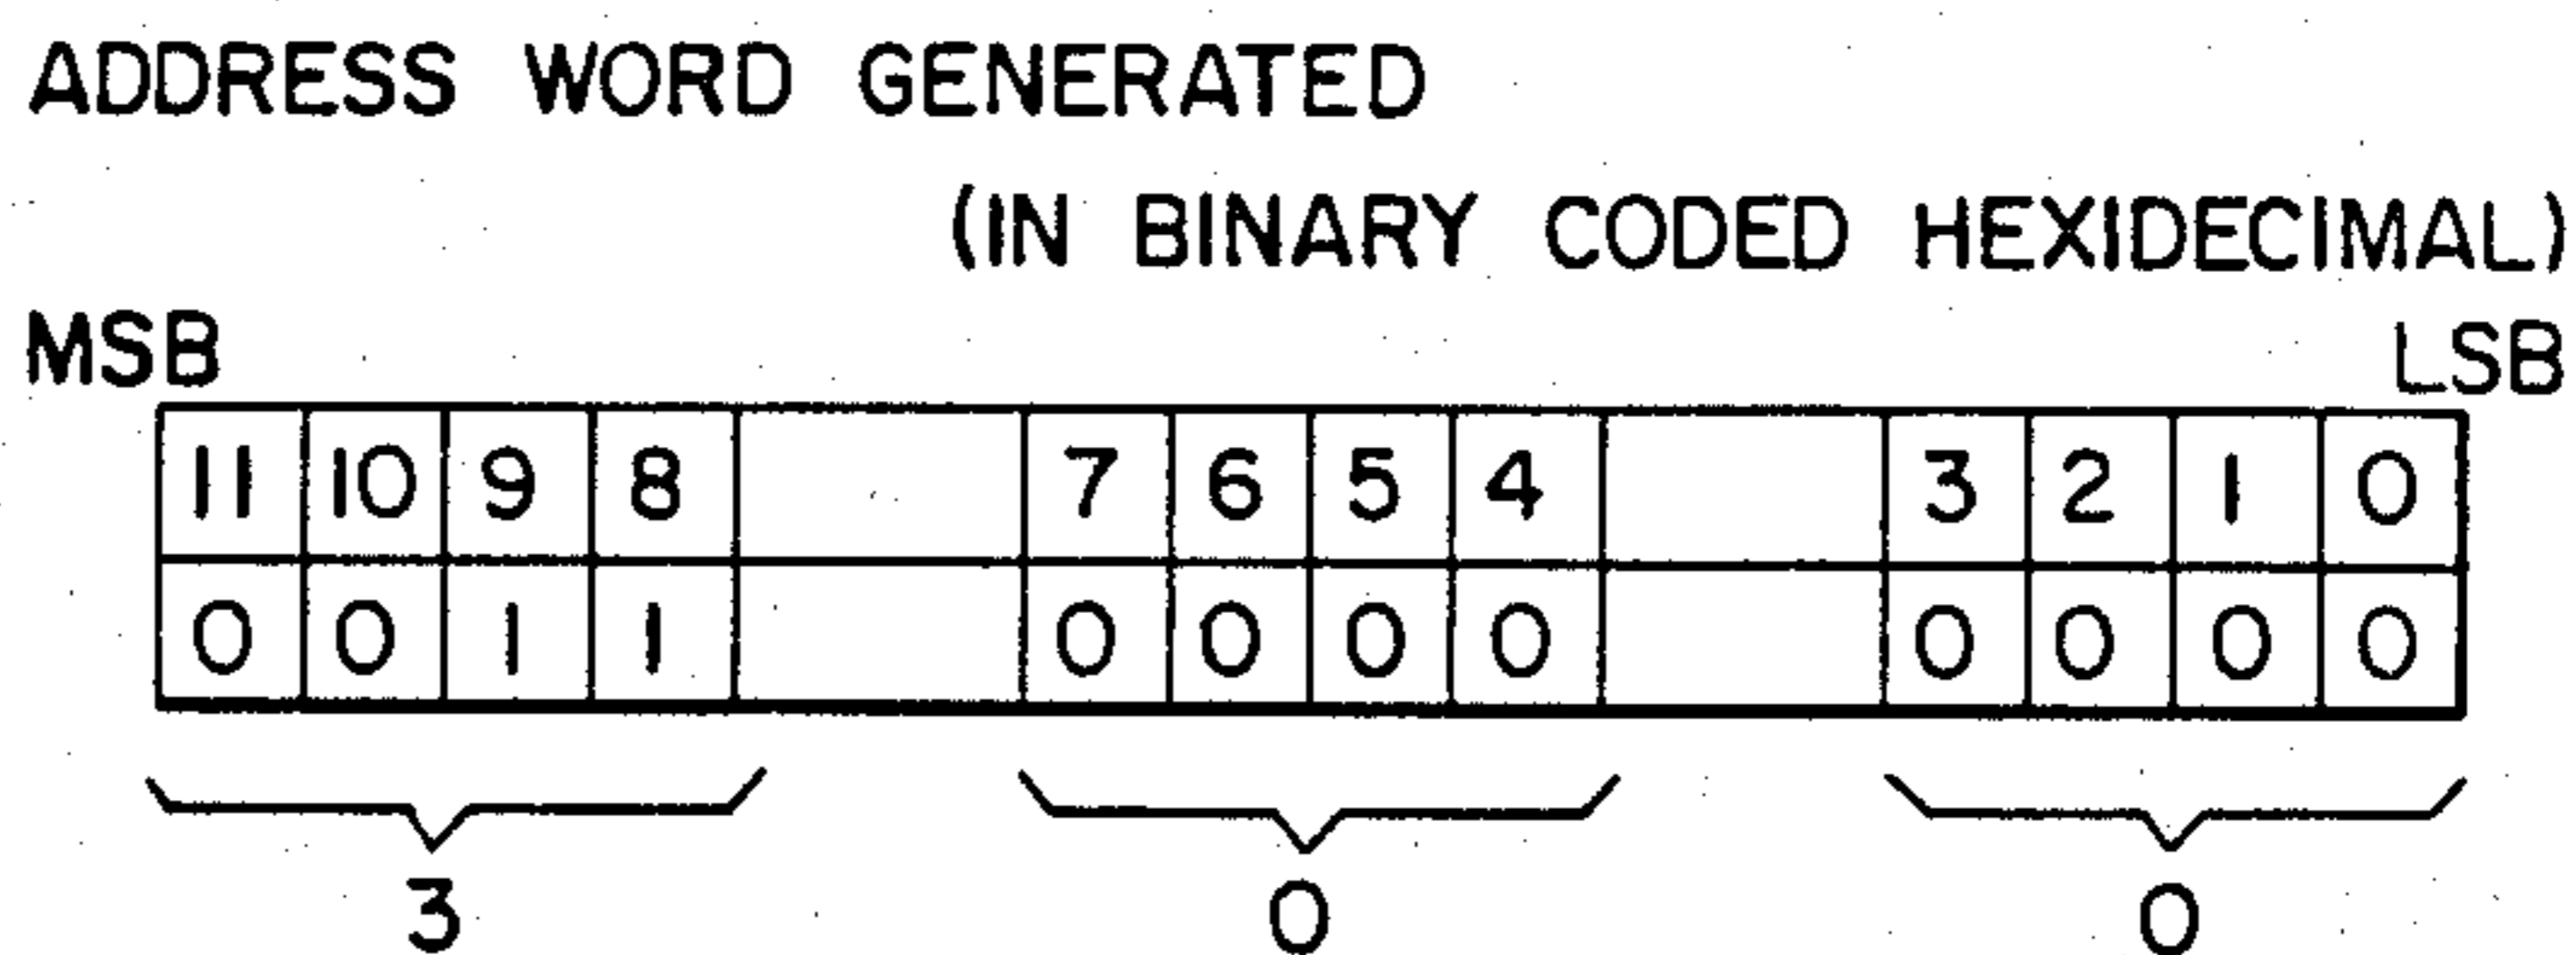 ADDRESS WORD GENERATED
(IN BINARY CODED HEXIDECIMAL)
MSB LSB
11 10 9 8 7 6 5 4 3 2 1 0
0 0 1 1 0 0 0 0 0 0 0 0
3 0 0